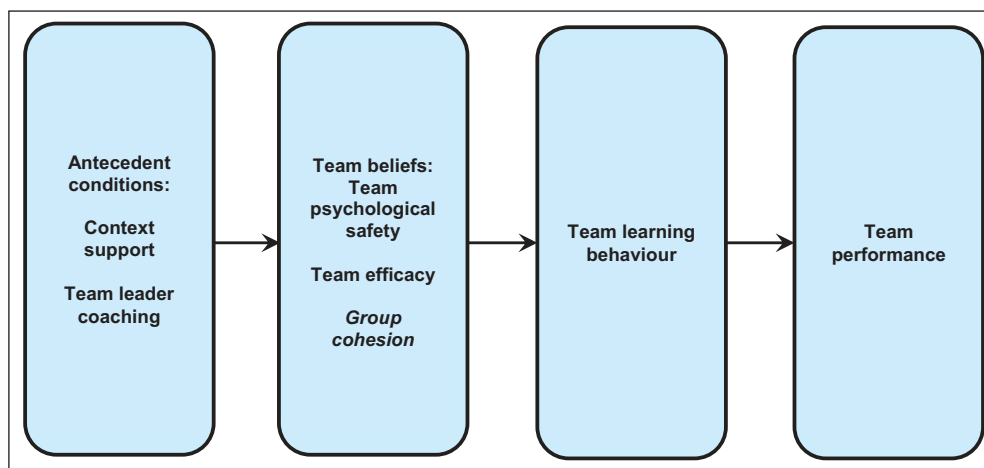 Antecedent
conditions:
Context
support
Team leader
coaching
Team beliefs:
Team
psychological
safety
Team efficacy
Group
cohesion
Team learning
behaviour
Team
performance